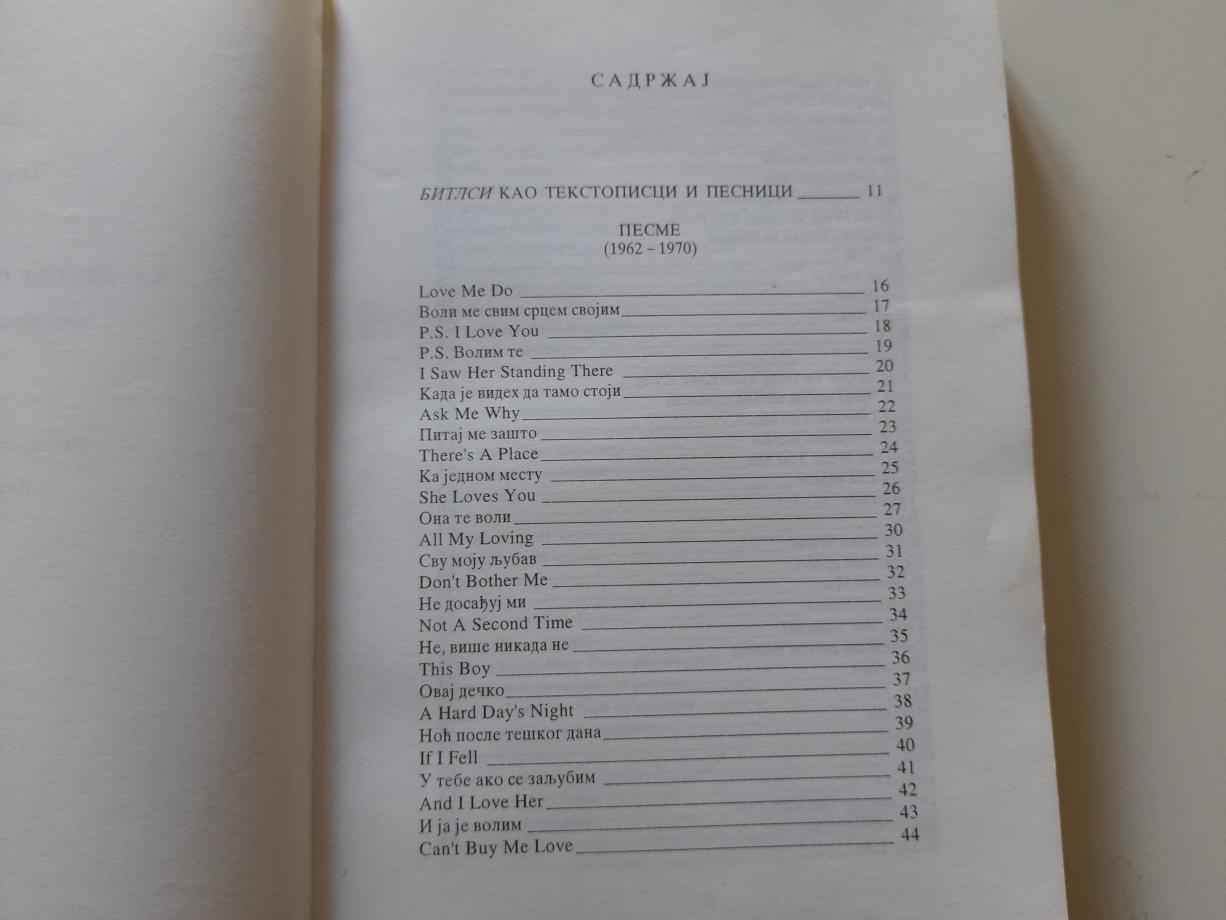 САДРЖАЈ
БИТЛСИ КАО ТЕКСТОПИСЦИ И ПЕСНИЦИ 11
ПЕСМЕ
(1962 – 1970)
Love Me Do 16
Воли ме свим срцем својим 17
P.S. I Love You 18
P.S. Волим те 19
I Saw Her Standing There 20
Када је видех да тамо стоји 21
Ask Me Why 22
Питај ме зашто 23
There's A Place 24
Ка једном месту 25
She Loves You 26
Она те воли 27
All My Loving 30
Сву моју љубав 31
Don't Bother Me 32
Не досађуј ми 33
Not A Second Time 34
Не, више никада не 35
This Boy 36
Овај дечко 37
A Hard Day's Night 38
Ноћ после тешког дана 39
If I Fell 40
У тебе ако се заљубим 41
And I Love Her 42
И ја је волим 43
Can't Buy Me Love 44